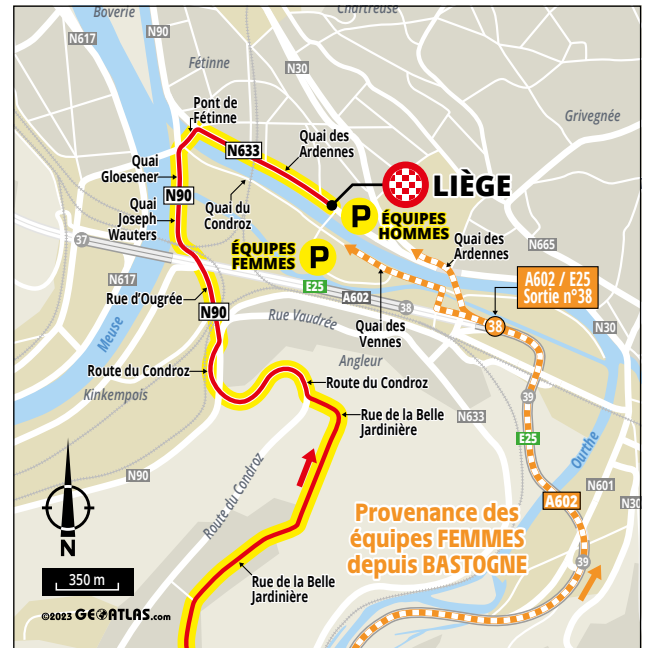 Boverie
Chartreuse
N617
N90
Fétinne
N30
Grivegnée
Pont de
Fétinne
N633
Quai des
Ardennes
Quai
Gloesener
LIÈGE
N90
Quai
Joseph
Wauters
Quai du
Condroz
P
ÉQUIPES
HOMMES
ÉQUIPES
FEMMES
P
Quai des
Ardennes
N665
37
N617
E25
A602
38
A602 / E25
Sortie n°38
Rue d'Ougrée
N90
Rue Vaudrée
Quai des
Vennes
38
N30
Meuse
Route du Condroz
Angleur
Kinkempois
Route du Condroz
39
Rue de la Belle
Jardinière
N633
E25
Ourthe
N90
Route du Condroz
N601
A602
N30
Provenance des
équipes FEMMES
depuis BASTOGNE
N
350 m
Rue de la Belle
Jardinière
39
©2023 GEOATLAS.com